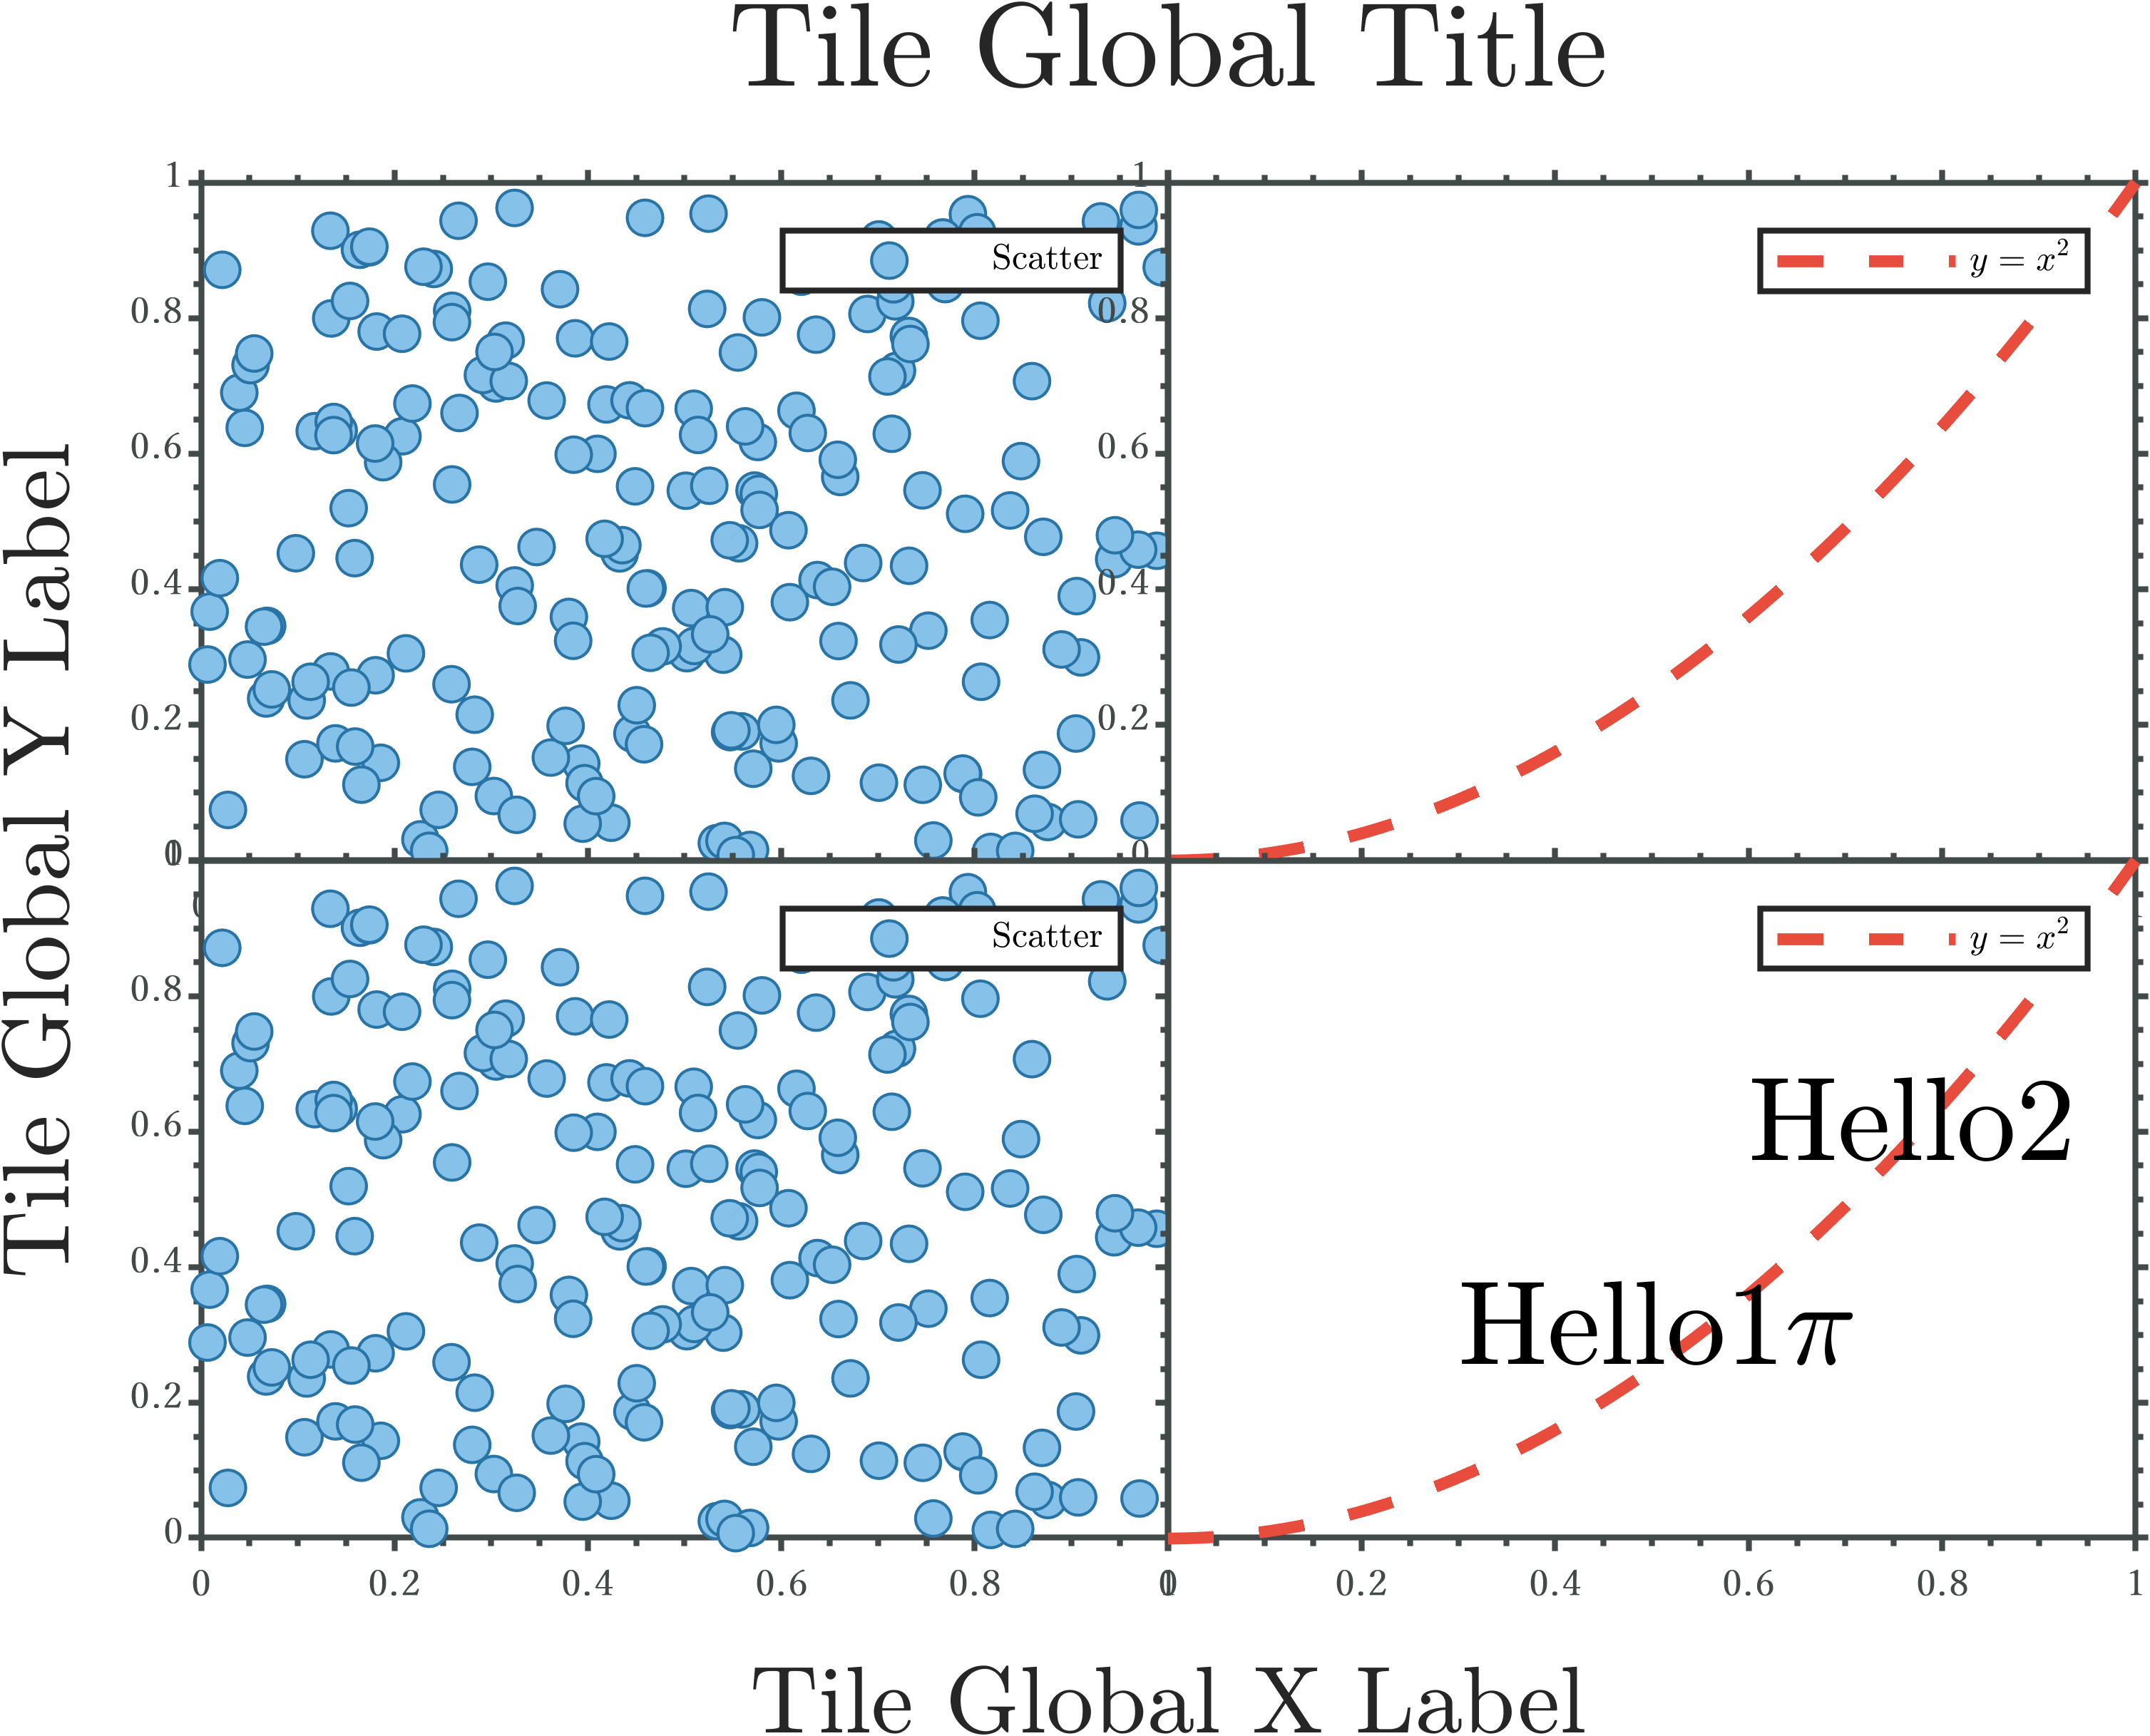 Tile Global Title
Tile Global Y Label
1
0.8
0.6
0.4
0.2
0
Scatter
1
0.8
0.6
0.4
0.2
0
y = x²
0.8
0.6
0.4
0.2
0
Scatter
y = x²
Hello2
Hello1π
0 0.2 0.4 0.6 0.8
0 0.2 0.4 0.6 0.8 1
Tile Global X Label